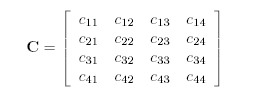 C = [ c₁₁ c₁₂ c₁₃ c₁₄
c₂₁ c₂₂ c₂₃ c₂₄
c₃₁ c₃₂ c₃₃ c₃₄
c₄₁ c₄₂ c₄₃ c₄₄ ]